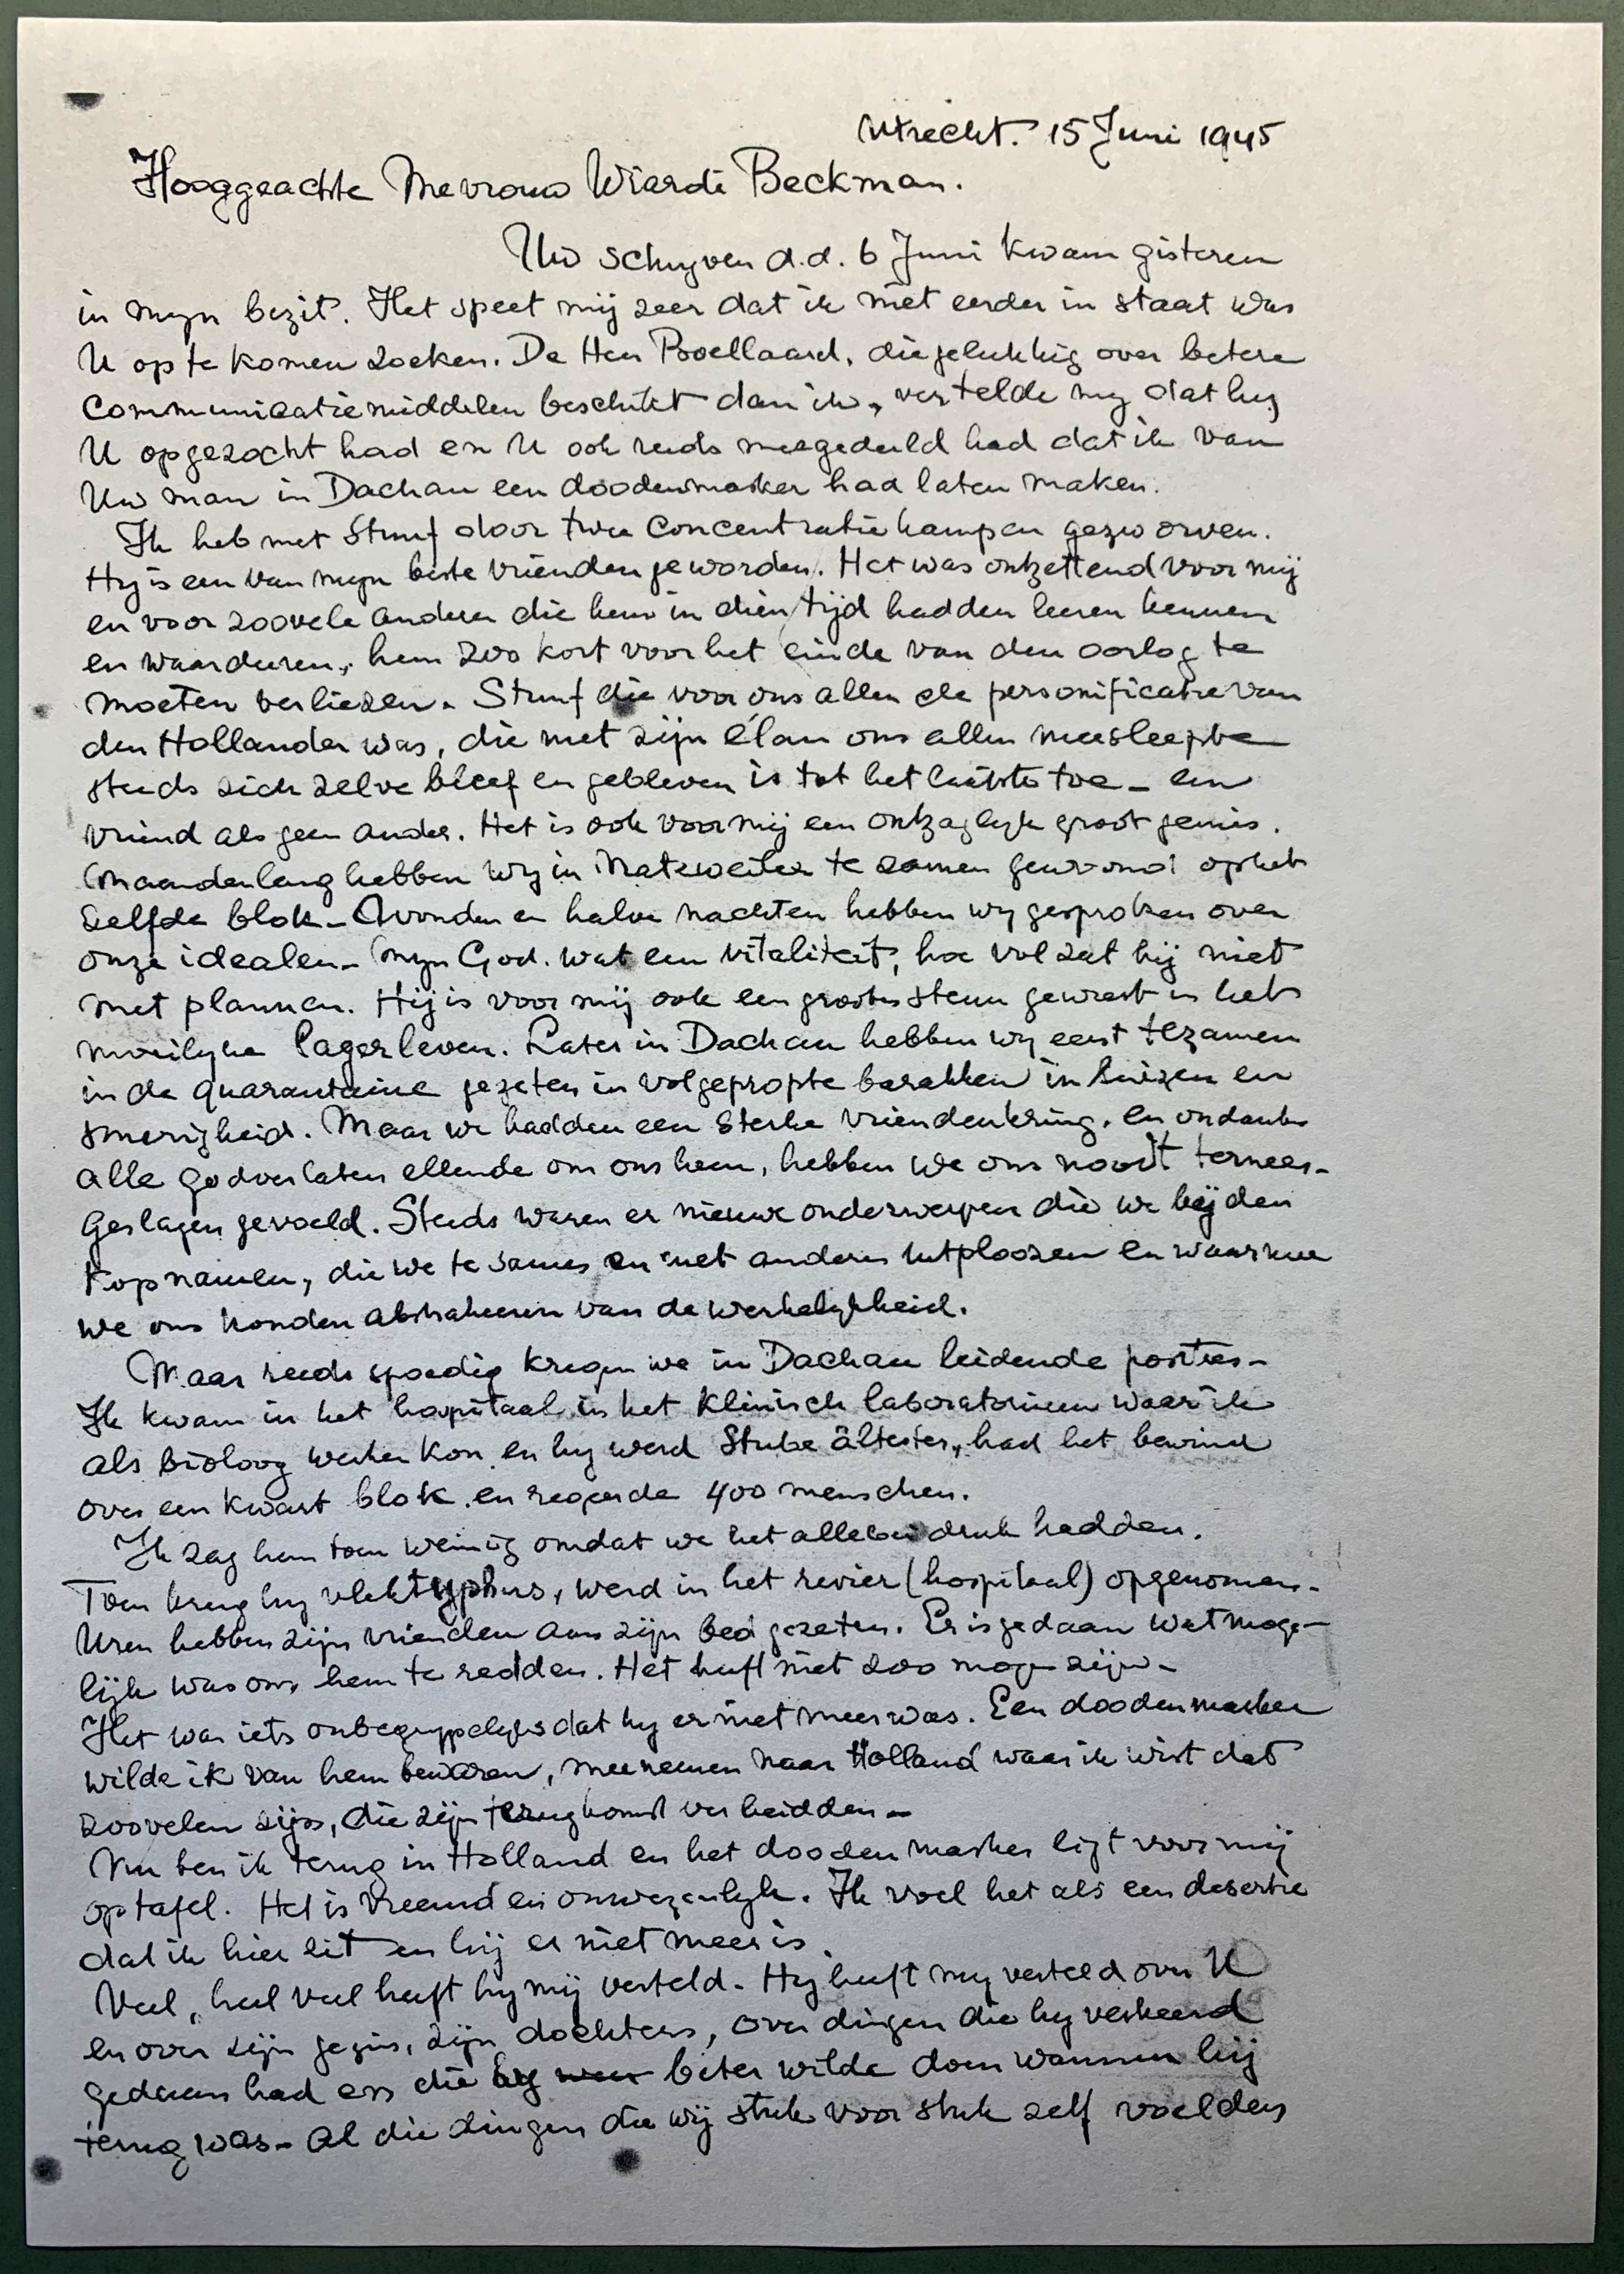 Utrecht. 15 Juni 1945
Hooggeachte Mevrouw Wiardi Beckman.
Uw schrijven d.d. 6 Juni kwam gisteren
in mijn bezit. Het speet mij zeer dat ik niet eerder in staat was
U op te komen zoeken. De Heer Boellaard, die gelukkig over betere
communicatiemiddelen beschikt dan ik, vertelde mij dat hij
U opgezocht had en U ook reeds meegedeeld had dat ik van
Uw man in Dachau een doodenmasker had laten maken.
Ik heb met Stuuf door twee concentratiekampen gezworven.
Hij is een van mijn beste vrienden geworden. Het was ontzettend voor mij
en voor zoovele anderen die hem in dien tijd hadden leeren kennen
en waardeeren, hem zoo kort voor het einde van den oorlog te
moeten verliezen. Stuuf die voor ons allen de personificatie van
den Hollander was, die met zijn élan ons allen meesleepte
steeds zich zelve bleef en gebleven is tot het laatste toe - een
vriend als geen ander. Het is ook voor mij een ontzaglijk groot gemis.
Maandenlang hebben wij in Natzweiler te zamen gewoond op het
zelfde blok - Avonden en halve nachten hebben wij gesproken over
onze idealen - Mijn God. wat een vitaliteit, hoe vol zat hij niet
met plannen. Hij is voor mij ook een groote steun geweest in het
moeilijke lagerleven. Later in Dachau hebben wij eerst tezamen
in de quarantaine gezeten in volgepropte barakken in luizen en
smerigheid. Maar we hadden een sterke vriendenkring, en ondanks
alle godverlaten ellende om ons heen, hebben we ons nooit terneer-
geslagen gevoeld. Steeds waren er nieuwe onderwerpen die we bij den
kop namen, die we te samen en met anderen uitplozen en waarmee
we ons konden abstraheeren van de werkelijkheid.
Maar reeds spoedig kregen we in Dachau leidende posities -
Ik kwam in het hospitaal in het klinisch laboratorium waar ik
als bioloog werken kon en hij werd Stube ältester, had het bewind
over een kwart blok en regeerde 400 menschen.
Ik zag hem toen weinig omdat we het allebei druk hadden.
Toen kreeg hij vlektyphus, werd in het revier (hospitaal) opgenomen -
Uren hebben zijn vrienden aan zijn bed gezeten. Er is gedaan wat moge-
lijk was om hem te redden. Het heeft niet zoo mogen zijn -
Het was iets onbegrijpelijks dat hij er niet meer was. Een doodenmasker
wilde ik van hem bewaren, meenemen naar Holland waar ik wist dat
zoovelen zijn, die zijn terugkomst verbeidden -
Nu ben ik terug in Holland en het doodenmasker ligt voor mij
op tafel. Het is vreemd en onwezenlijk. Ik voel het als een desertie
dat ik hier zit en hij er niet meer is.
Veel, heel veel heeft hij mij verteld - Hij heeft mij verteld over U
en over zijn gezin, zijn dochters, over dingen die hij verkeerd
gedaan had en die hij weer beter wilde doen wanneer hij
terug was - Al die dingen die wij stuk voor stuk zelf voelden